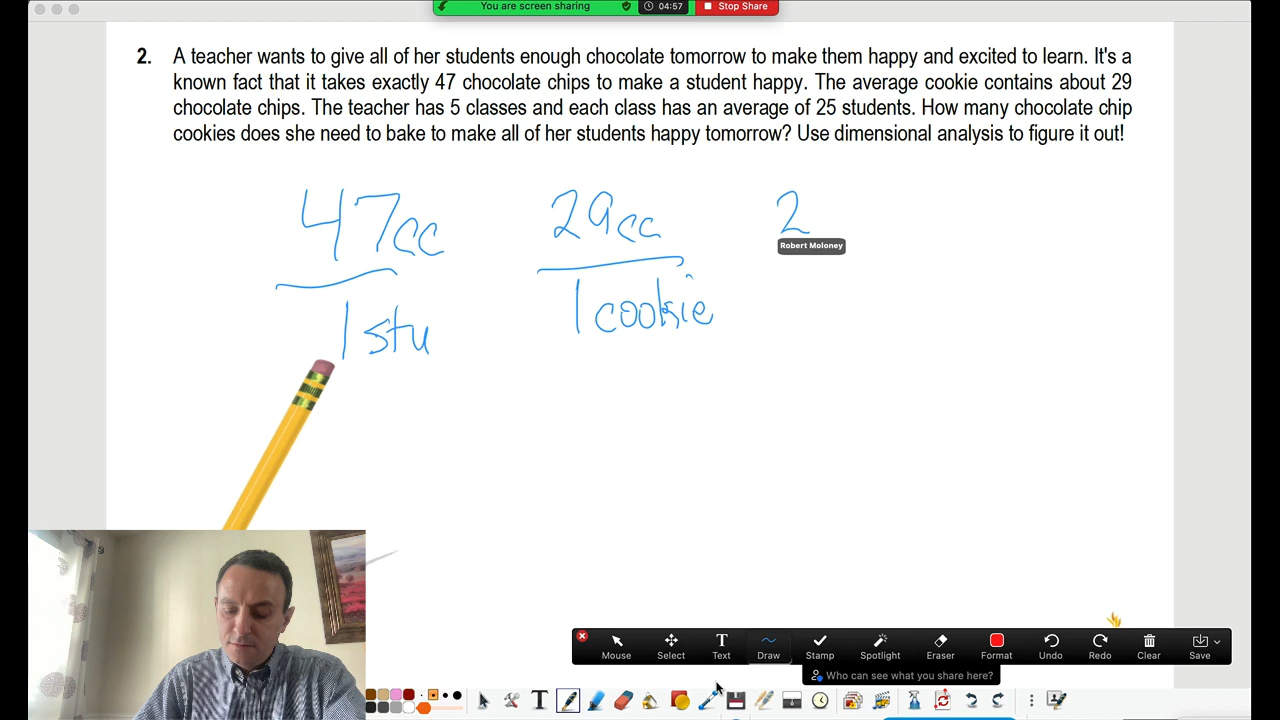 You are screen sharing 04:57 Stop Share
2. A teacher wants to give all of her students enough chocolate tomorrow to make them happy and excited to learn. It's a
known fact that it takes exactly 47 chocolate chips to make a student happy. The average cookie contains about 29
chocolate chips. The teacher has 5 classes and each class has an average of 25 students. How many chocolate chip
cookies does she need to bake to make all of her students happy tomorrow? Use dimensional analysis to figure it out!
47cc 29cc 2
Robert Moloney
1 stu 1 cookie
Mouse Select Text Draw Stamp Spotlight Eraser Format Undo Redo Clear Save
Who can see what you share here?
T